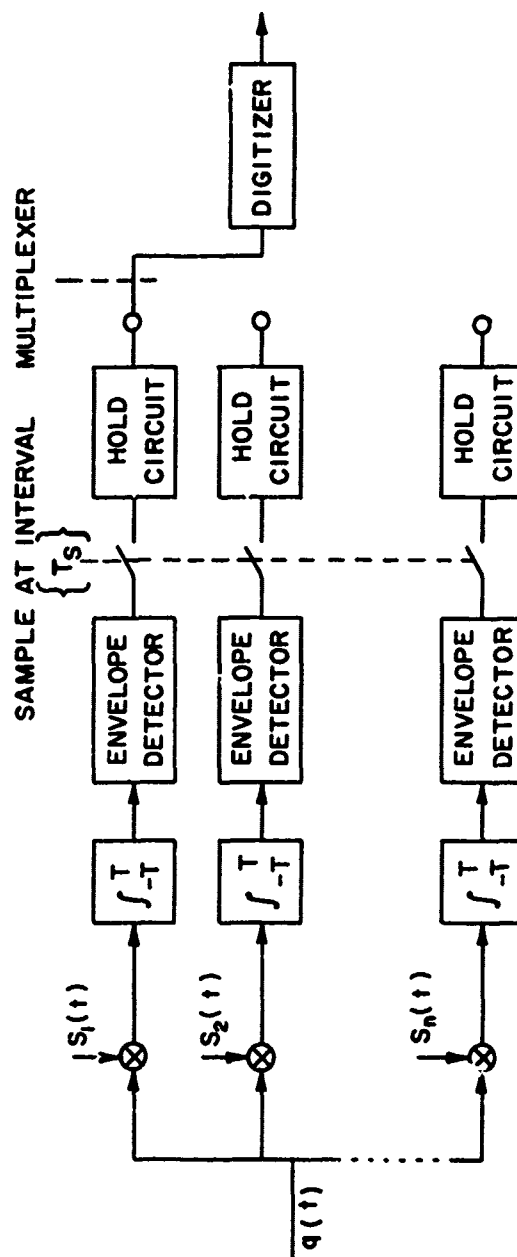 SAMPLE AT INTERVAL MULTIPLEXER
{T_S}
q(t)
S_1(t)
∫_{-T}^{T}
ENVELOPE
DETECTOR
HOLD
CIRCUIT
DIGITIZER
S_2(t)
∫_{-T}^{T}
ENVELOPE
DETECTOR
HOLD
CIRCUIT
S_n(t)
∫_{-T}^{T}
ENVELOPE
DETECTOR
HOLD
CIRCUIT